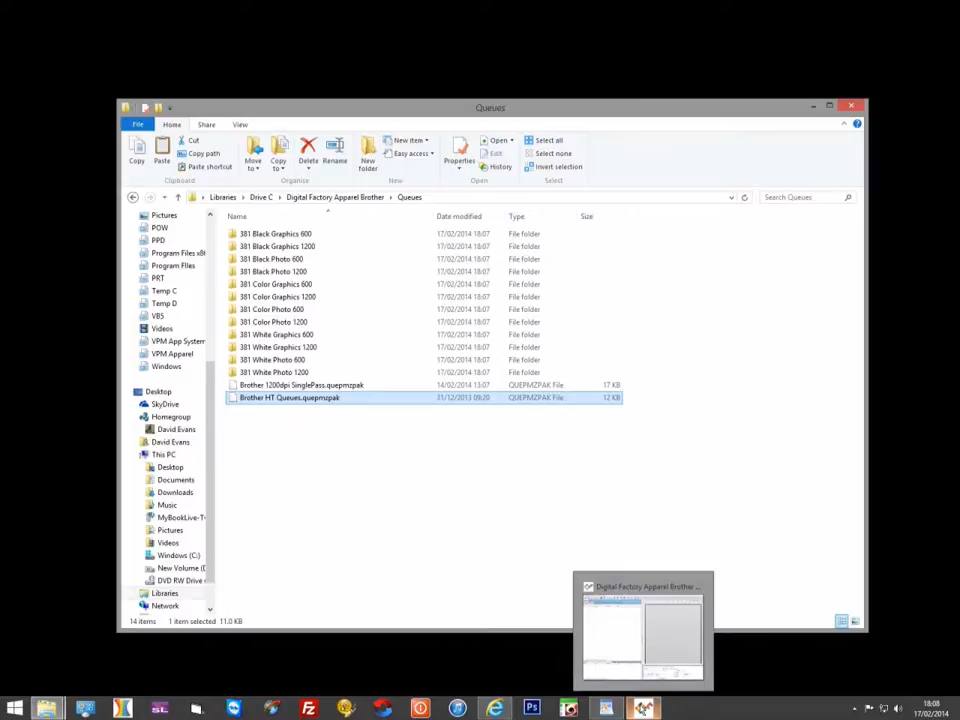 Queues
File Home Share View
Copy Paste Cut Copy path Paste shortcut Move to Copy to Delete Rename New folder New item Easy access Properties Open Edit History Select all Select none Invert selection
Clipboard Organise New Open Select
Libraries Drive C Digital Factory Apparel Brother Queues Search Queues
Name Date modified Type Size
Pictures
POW
PPD
Program Files x86
Program Files
PRT
Temp C
Temp D
VB5
Videos
VPM App System
VPM Apparel
Windows
Desktop
SkyDrive
Homegroup
David Evans
David Evans
This PC
Desktop
Documents
Downloads
Music
MyBookLive-Tw
Pictures
Videos
Windows (C:)
New Volume (D
DVD RW Drive
Libraries
Network
381 Black Graphics 600 17/02/2014 18:07 File folder
381 Black Graphics 1200 17/02/2014 18:07 File folder
381 Black Photo 600 17/02/2014 18:07 File folder
381 Black Photo 1200 17/02/2014 18:07 File folder
381 Color Graphics 600 17/02/2014 18:07 File folder
381 Color Graphics 1200 17/02/2014 18:07 File folder
381 Color Photo 600 17/02/2014 18:07 File folder
381 Color Photo 1200 17/02/2014 18:07 File folder
381 White Graphics 600 17/02/2014 18:07 File folder
381 White Graphics 1200 17/02/2014 18:07 File folder
381 White Photo 600 17/02/2014 18:07 File folder
381 White Photo 1200 17/02/2014 18:07 File folder
Brother 1200dpi SinglePass.quepmzpak 14/02/2014 13:07 QUEPMZPAK File 17 KB
Brother HT Queues.quepmzpak 31/12/2013 09:20 QUEPMZPAK File 12 KB
14 items 1 item selected 11.0 KB
Digital Factory Apparel Brother ...
SL
Fz
Ps
18:08
17/02/2014